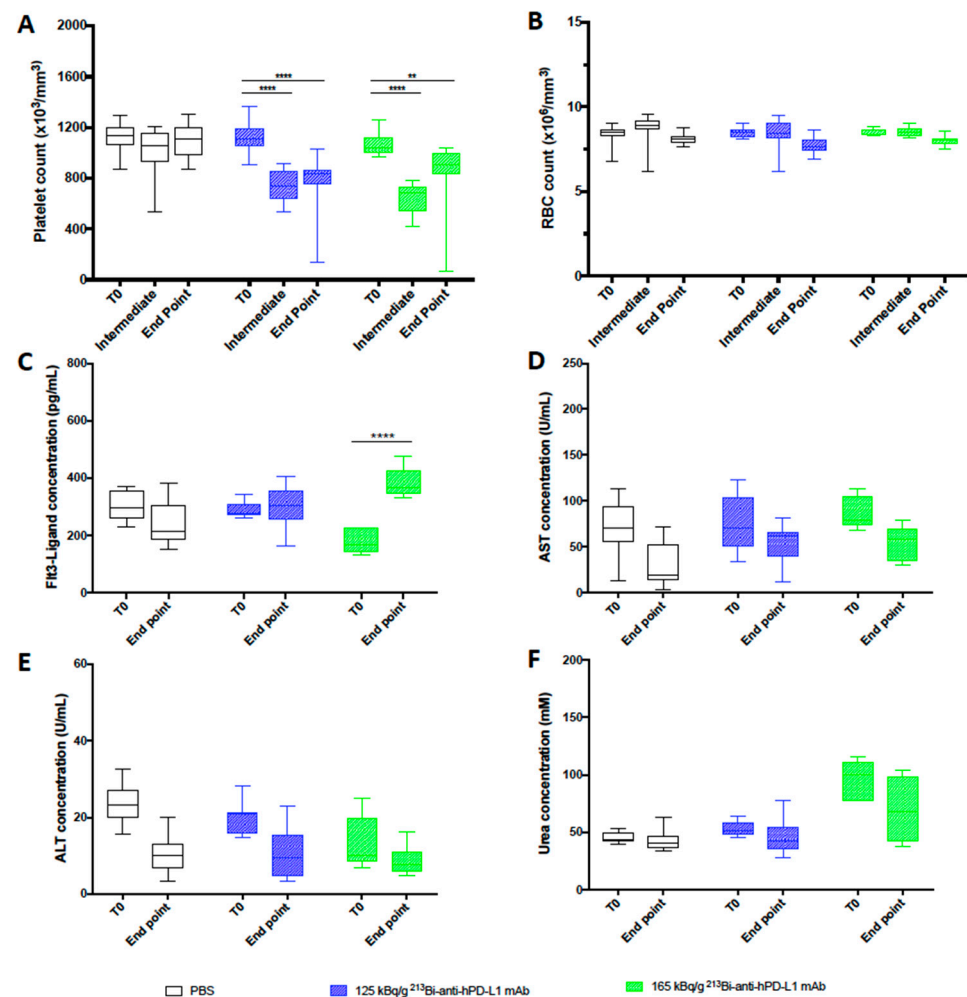 A
Platelet count (x10³/mm³)
2000
1600
1200
800
400
0
****
****
**
****
T0
Intermediate
End Point
T0
Intermediate
End Point
T0
Intermediate
End Point
B
RBC count (x10⁶/mm³)
15
10
5
0
T0
Intermediate
End Point
T0
Intermediate
End Point
T0
Intermediate
End Point
C
Flt3-Ligand concentration (pg/mL)
800
600
400
200
0
****
T0
End point
T0
End point
T0
End point
D
AST concentration (U/mL)
250
200
150
100
50
0
T0
End point
T0
End point
T0
End point
E
ALT concentration (U/mL)
60
40
20
0
T0
End point
T0
End point
T0
End point
F
Urea concentration (mM)
200
150
100
50
0
T0
End point
T0
End point
T0
End point
PBS
125 kBq/g ²¹³Bi-anti-hPD-L1 mAb
165 kBq/g ²¹³Bi-anti-hPD-L1 mAb